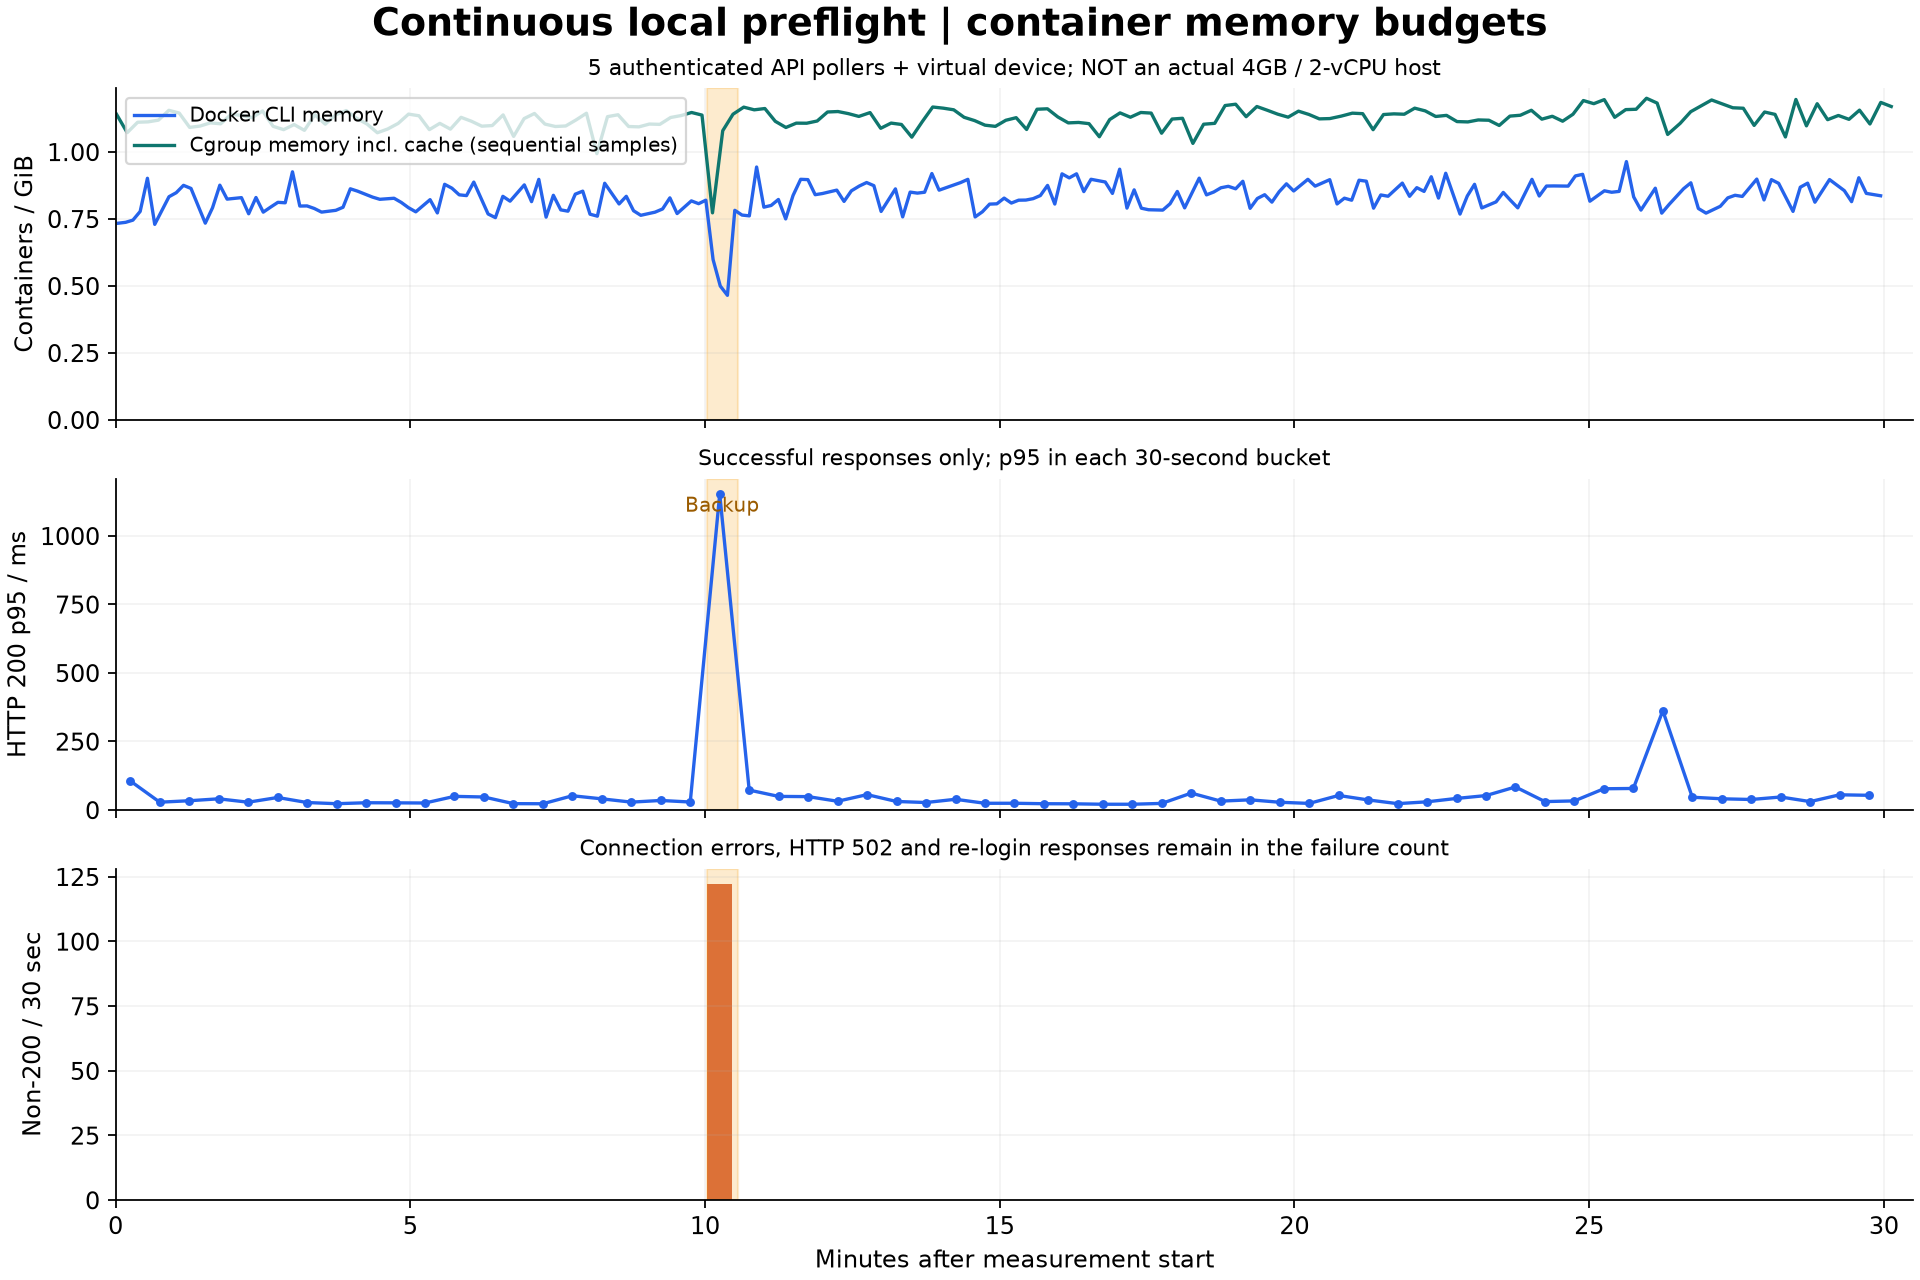 Continuous local preflight | container memory budgets
5 authenticated API pollers + virtual device; NOT an actual 4GB / 2-vCPU host
Docker CLI memory
Cgroup memory incl. cache (sequential samples)
Containers / GiB
1.00
0.75
0.50
0.25
0.00
Successful responses only; p95 in each 30-second bucket
Backup
HTTP 200 p95 / ms
1000
750
500
250
0
Connection errors, HTTP 502 and re-login responses remain in the failure count
Non-200 / 30 sec
125
100
75
50
25
0
0 5 10 15 20 25 30
Minutes after measurement start